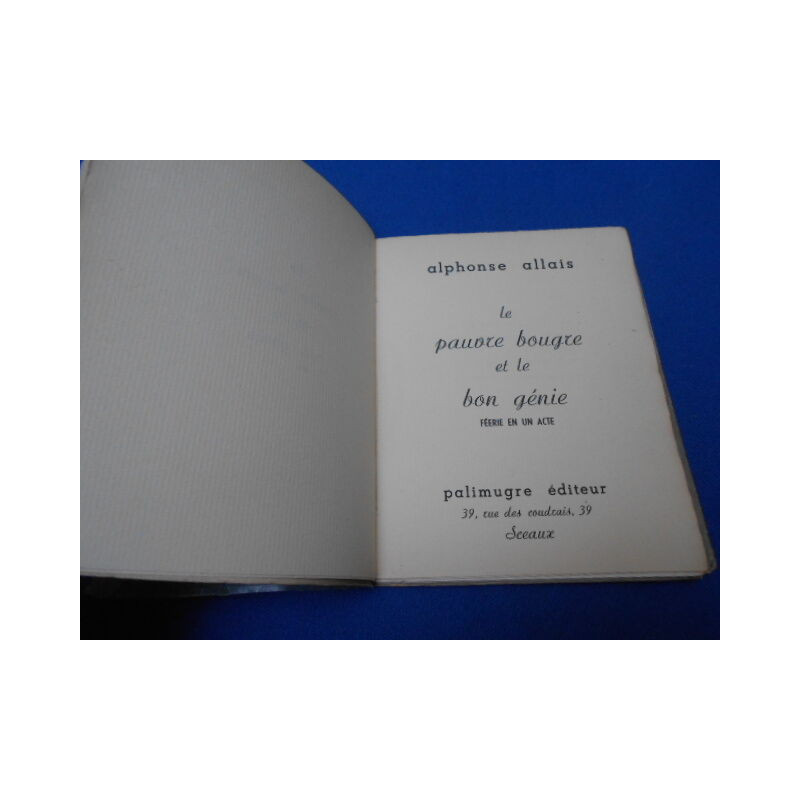 alphonse allais
le
pauvre bougre
et le
bon génie
FÉERIE EN UN ACTE
palimugre éditeur
39, rue des coudrais, 39
Sceaux